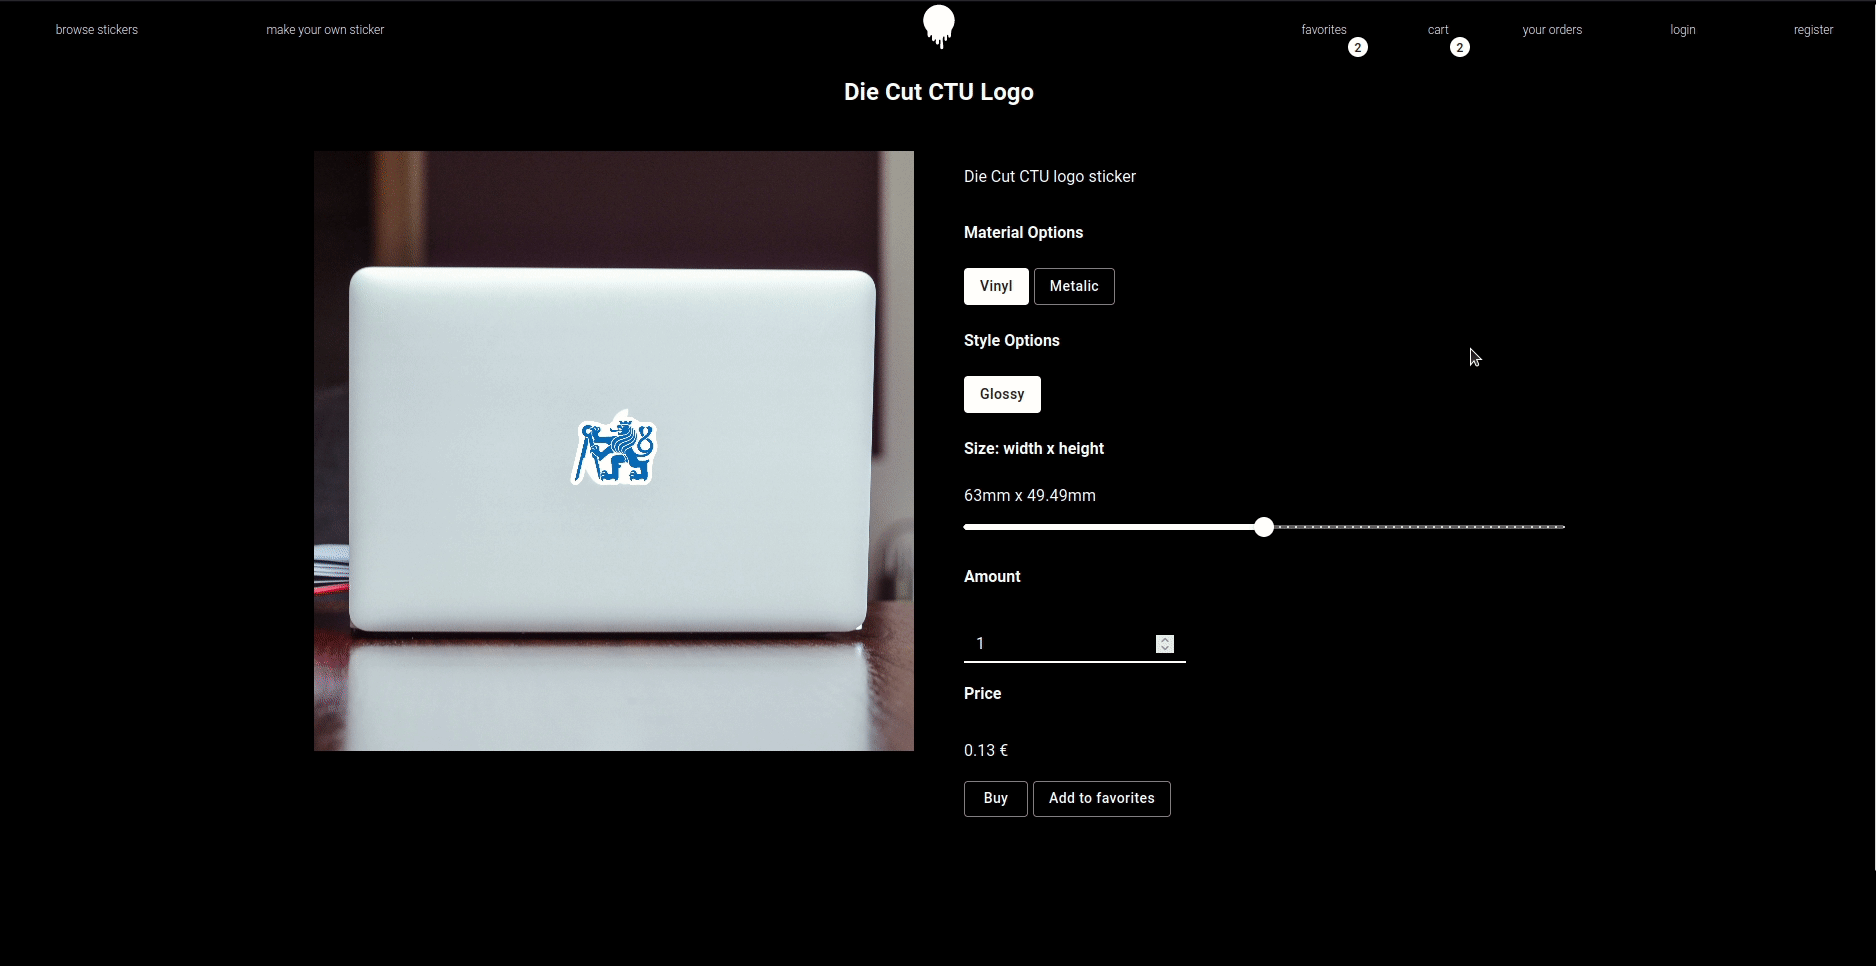 browse stickers
make your own sticker
favorites
2
cart
2
your orders
login
register
Die Cut CTU Logo
Die Cut CTU logo sticker
Material Options
Vinyl
Metalic
Style Options
Glossy
Size: width x height
63mm x 49.49mm
Amount
1
Price
0.13 €
Buy
Add to favorites